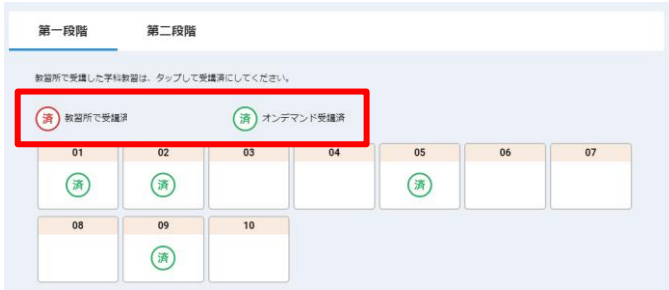 第一段階 第二段階
教習所で受講した学科教習は、タップして受講済にしてください。
済 教習所で受講済 済 オンデマンド受講済
01 02 03 04 05 06 07
済 済 済
08 09 10
済